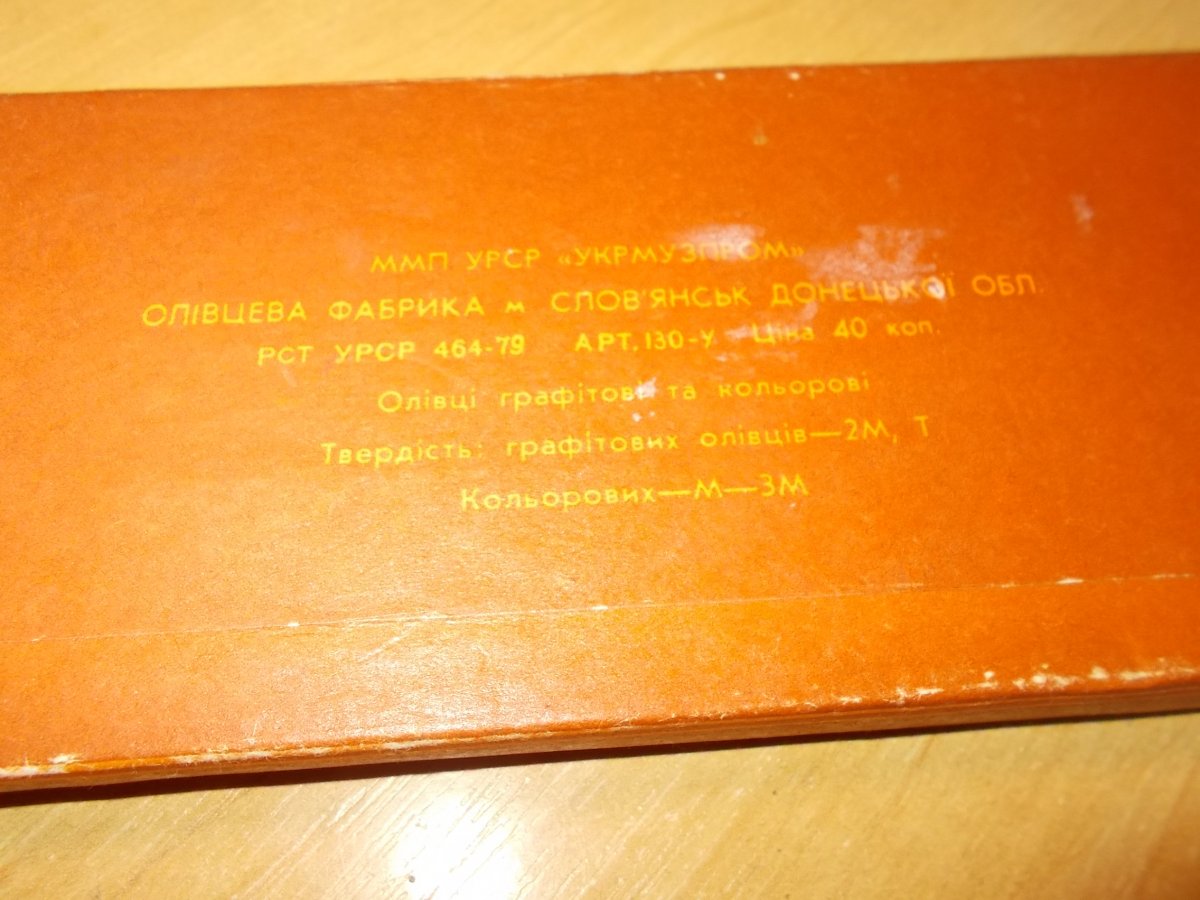 ММП УРСР «УКРМУЗПРОМ»
ОЛІВЦЕВА ФАБРИКА м СЛОВ'ЯНСЬК ДОНЕЦЬКОЇ ОБЛ.
РСТ УРСР 464-79 АРТ. 130-У Ціна 40 коп.
Олівці графітові та кольорові
Твердість: графітових олівців—2М, Т
Кольорових—М—3М